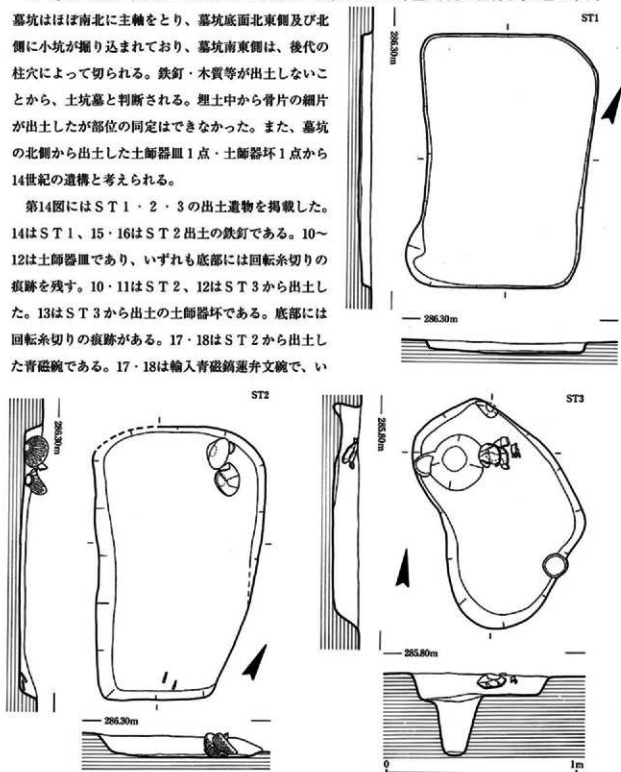 墓坑はほぼ南北に主軸をとり、墓坑底面北東側及び北
側に小坑が掘り込まれており、墓坑南東側は、後代の
柱穴によって切られる。鉄釘・木質等が出土しないこ
とから、土坑墓と判断される。埋土中から骨片の細片
が出土したが部位の同定はできなかった。また、墓坑
の北側から出土した土師器皿1点・土師器坏1点から
14世紀の遺構と考えられる。
第14図にはST1・2・3の出土遺物を掲載した。
14はST1、15・16はST2出土の鉄釘である。10～
12は土師器皿であり、いずれも底部には回転糸切りの
痕跡を残す。10・11はST2、12はST3から出土し
た。13はST3から出土の土師器坏である。底部には
回転糸切りの痕跡がある。17・18はST2から出土し
た青磁碗である。17・18は輸入青磁鎬蓮弁文碗で、い
ST1
286.30m
286.30m
ST2
286.30m
286.30m
ST3
285.80m
285.80m
0 1m